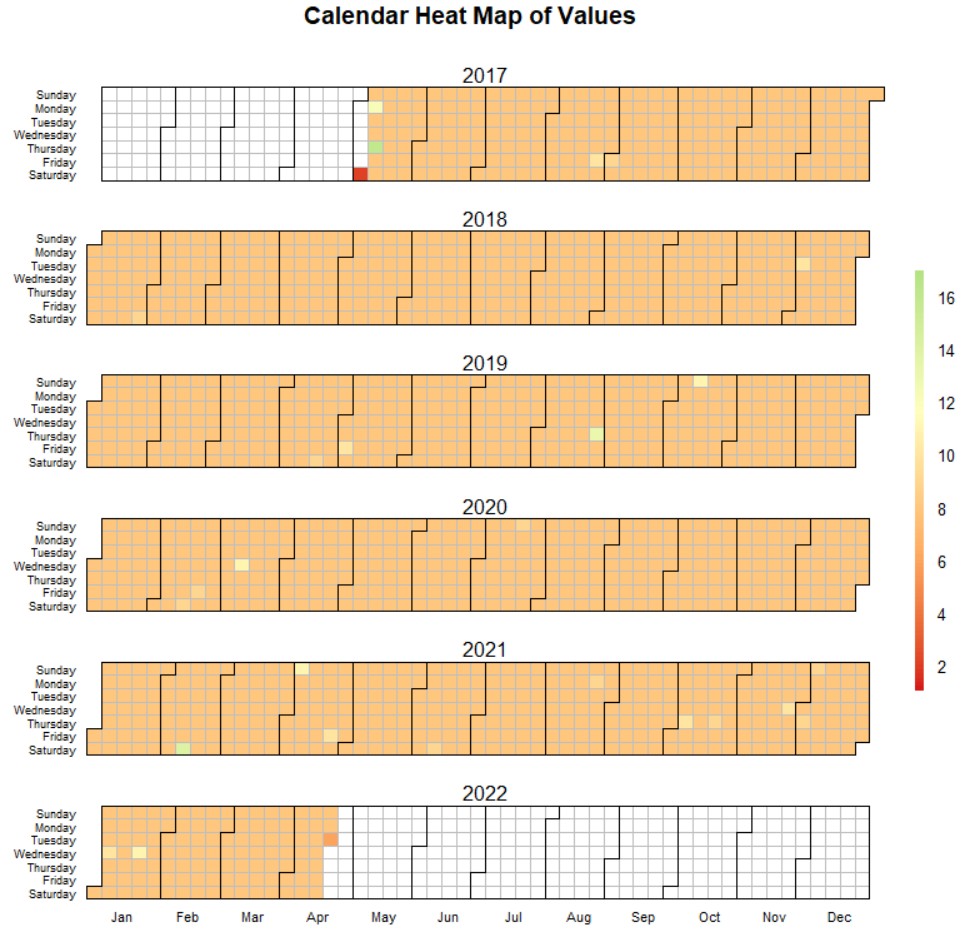 Calendar Heat Map of Values
2017
Sunday
Monday
Tuesday
Wednesday
Thursday
Friday
Saturday
2018
Sunday
Monday
Tuesday
Wednesday
Thursday
Friday
Saturday
2019
Sunday
Monday
Tuesday
Wednesday
Thursday
Friday
Saturday
2020
Sunday
Monday
Tuesday
Wednesday
Thursday
Friday
Saturday
2021
Sunday
Monday
Tuesday
Wednesday
Thursday
Friday
Saturday
2022
Sunday
Monday
Tuesday
Wednesday
Thursday
Friday
Saturday
Jan Feb Mar Apr May Jun Jul Aug Sep Oct Nov Dec
16
14
12
10
8
6
4
2